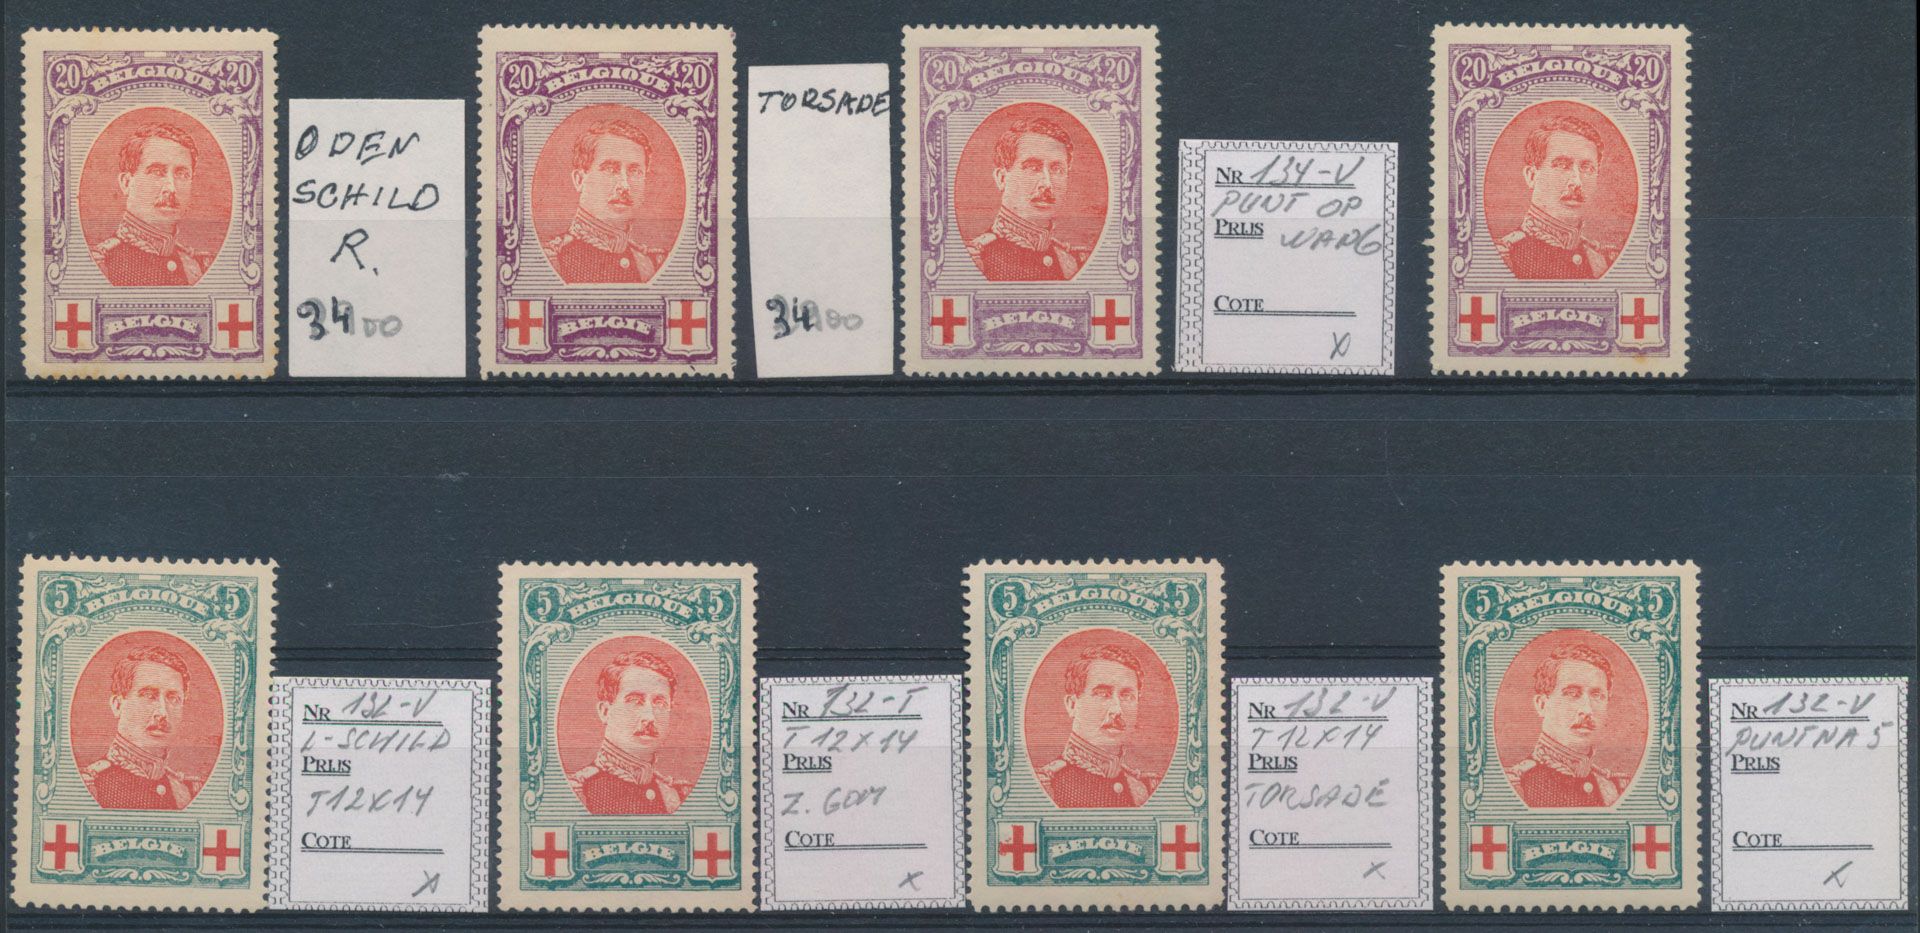 20 BELGIQUE 20
BELGIE
ODEN
SCHILD
R.
20 BELGIQUE 20
BELGIE
TORSADE
20 BELGIQUE 20
BELGIE
NR 134-V
PUNT OP
PRIJS WANG
COTE
X
20 BELGIQUE 20
BELGIE
5 BELGIQUE 5
BELGIE
NR 132-V
L-SCHILD
PRIJS
T12X14
COTE
X
5 BELGIQUE 5
BELGIE
NR 132-T
T12X14
PRIJS
Z. GOM
COTE
X
5 BELGIQUE 5
BELGIE
NR 132-V
T12X14
PRIJS
TORSADE
COTE
X
5 BELGIQUE 5
BELGIE
NR 132-V
PUNT NA 5
PRIJS
COTE
X